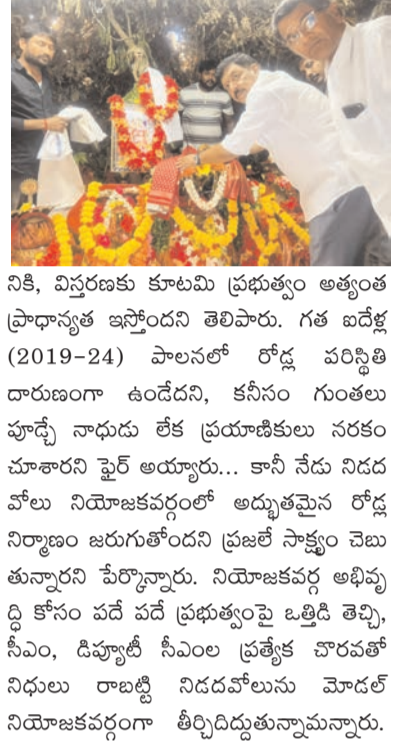 నికి, విస్తరణకు కూటమి ప్రభుత్వం అత్యంత
ప్రాధాన్యత ఇస్తోందని తెలిపారు. గత ఐదేళ్ల
(2019-24) పాలనలో రోడ్ల పరిస్థితి
దారుణంగా ఉండేదని, కనీసం గుంతలు
పూడ్చే నాధుడు లేక ప్రయాణికులు నరకం
చూశారని ఫైర్ అయ్యారు... కానీ నేడు నిడద
వోలు నియోజకవర్గంలో అద్భుతమైన రోడ్ల
నిర్మాణం జరుగుతోందని ప్రజలే సాక్ష్యం చెబు
తున్నారని పేర్కొన్నారు. నియోజకవర్గ అభివృ
ద్ధి కోసం పదే పదే ప్రభుత్వంపై ఒత్తిడి తెచ్చి,
సీఎం, డిప్యూటీ సీఎంల ప్రత్యేక చొరవతో
నిధులు రాబట్టి నిడదవోలును మోడల్
నియోజకవర్గంగా తీర్చిదిద్దుతున్నామన్నారు.